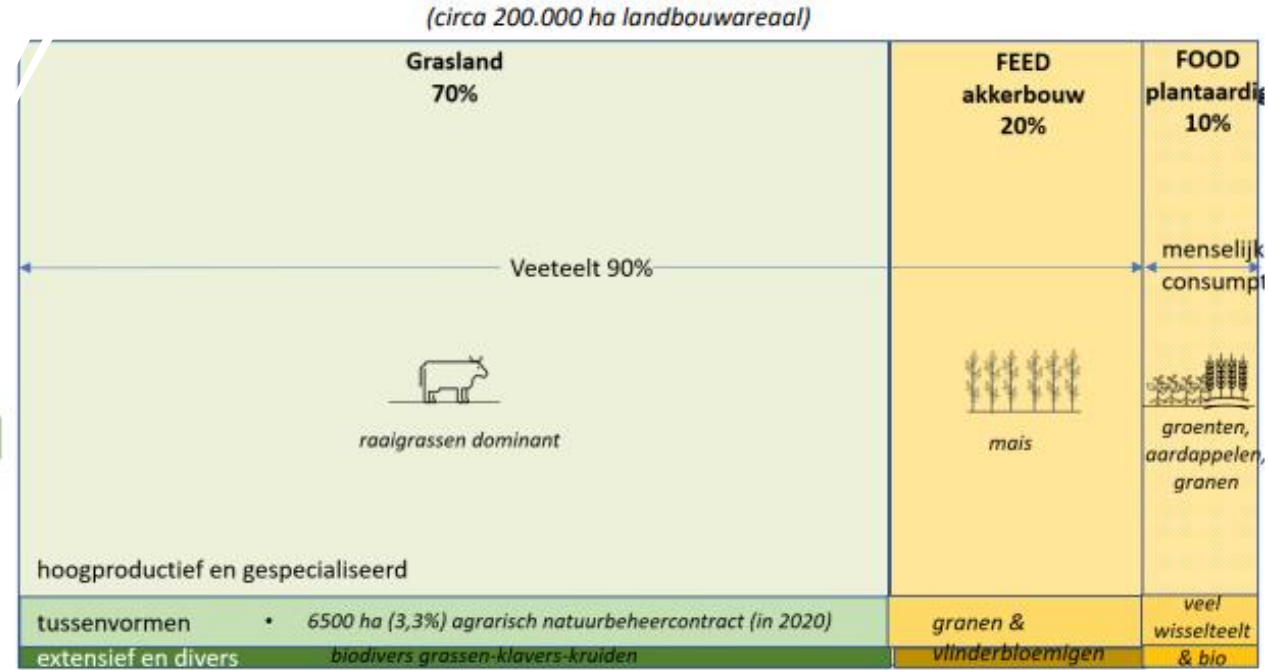 (circa 200.000 ha landbouwareaal)
Grasland
70%
FEED
akkerbouw
20%
FOOD
plantaardig
10%
Veeteelt 90%
menselijk
consumpt
raaigrassen dominant
mais
groenten,
aardappelen,
granen
hoogproductief en gespecialiseerd
tussenvormen • 6500 ha (3,3%) agrarisch natuurbeheercontract (in 2020)
extensief en divers biodivers grassen-klavers-kruiden
granen &
vlinderbloemigen
veel
wisselteelt
& bio